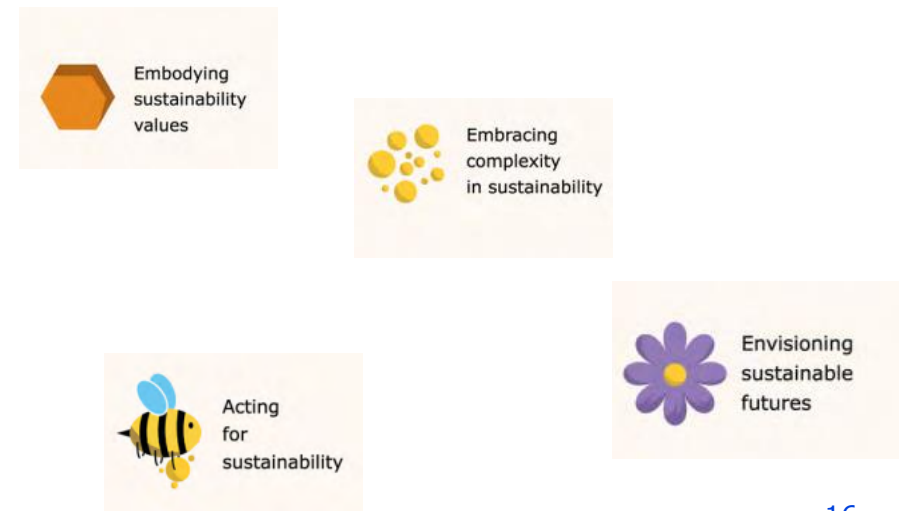 Embodying
sustainability
values
Embracing
complexity
in sustainability
Envisioning
sustainable
futures
Acting
for
sustainability